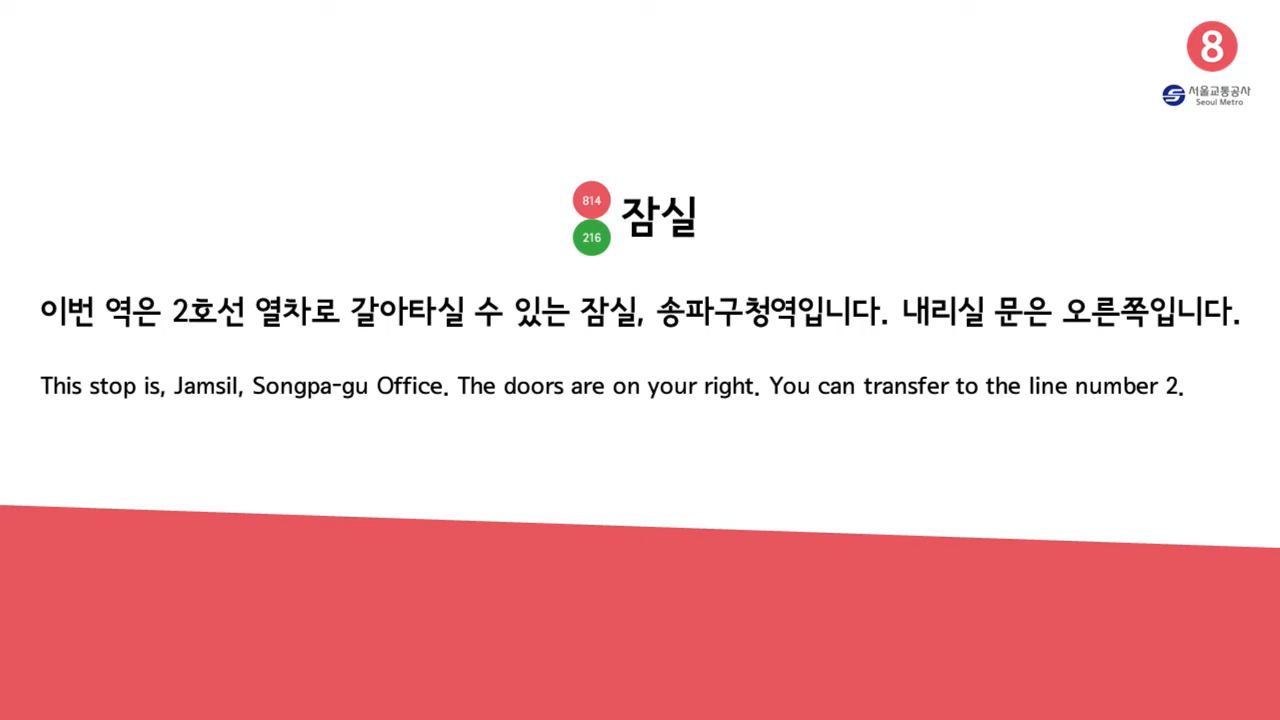 8
서울교통공사
Seoul Metro
814
216
잠실
이번 역은 2호선 열차로 갈아타실 수 있는 잠실, 송파구청역입니다. 내리실 문은 오른쪽입니다.
This stop is, Jamsil, Songpa-gu Office. The doors are on your right. You can transfer to the line number 2.